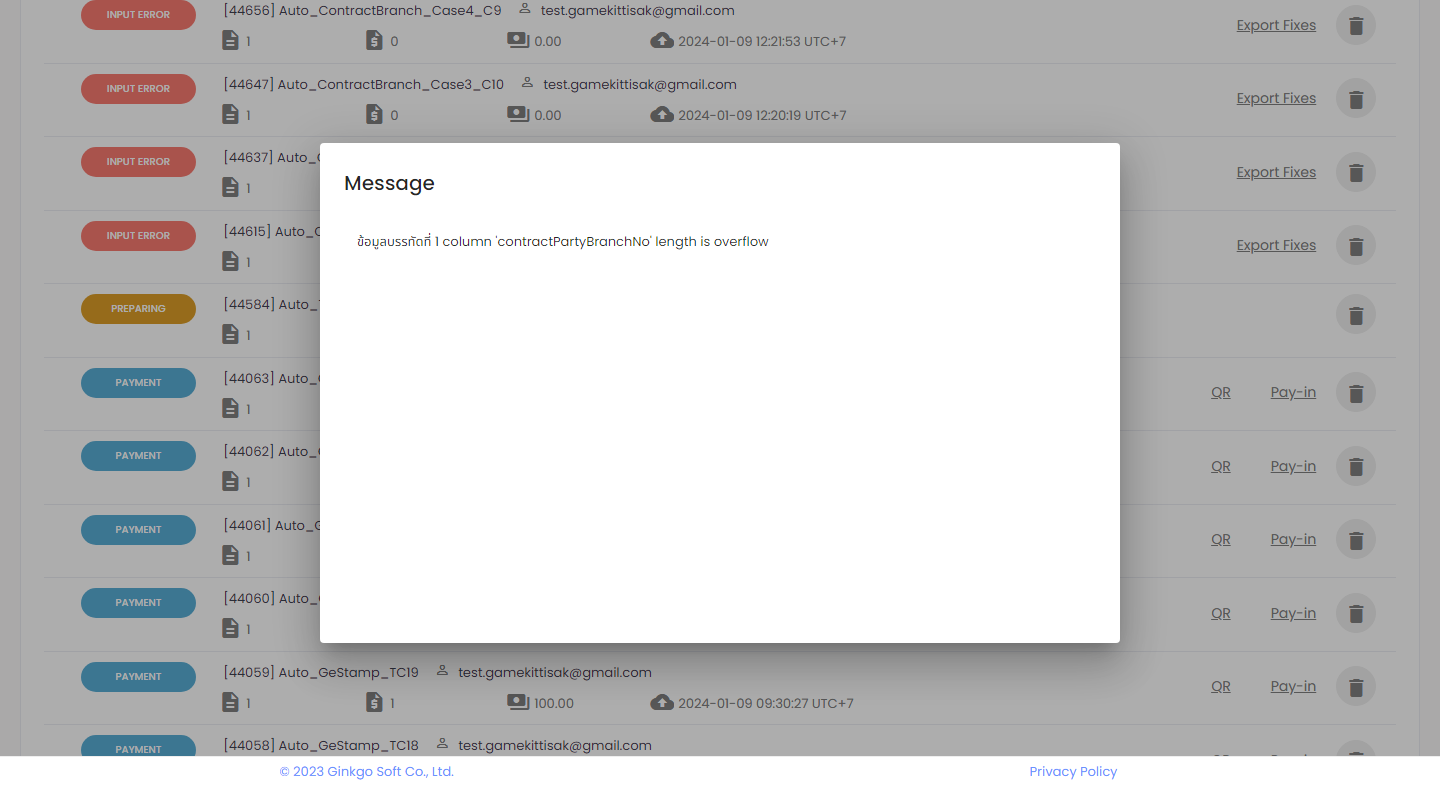 INPUT ERROR [44656] Auto_ContractBranch_Case4_C9 test.gamekittisak@gmail.com
1 0 0.00 2024-01-09 12:21:53 UTC+7 Export Fixes
INPUT ERROR [44647] Auto_ContractBranch_Case3_C10 test.gamekittisak@gmail.com
1 0 0.00 2024-01-09 12:20:19 UTC+7 Export Fixes
INPUT ERROR [44637] Auto_
1 Export Fixes
Message
INPUT ERROR [44615] Auto_
1 Export Fixes
ข้อมูลบรรทัดที่ 1 column 'contractPartyBranchNo' length is overflow
PREPARING [44584] Auto_
1
PAYMENT [44063] Auto_
1 QR Pay-in
PAYMENT [44062] Auto_
1 QR Pay-in
PAYMENT [44061] Auto_
1 QR Pay-in
PAYMENT [44060] Auto_
1 QR Pay-in
PAYMENT [44059] Auto_GeStamp_TC19 test.gamekittisak@gmail.com
1 1 100.00 2024-01-09 09:30:27 UTC+7 QR Pay-in
PAYMENT [44058] Auto_GeStamp_TC18 test.gamekittisak@gmail.com
© 2023 Ginkgo Soft Co., Ltd. Privacy Policy